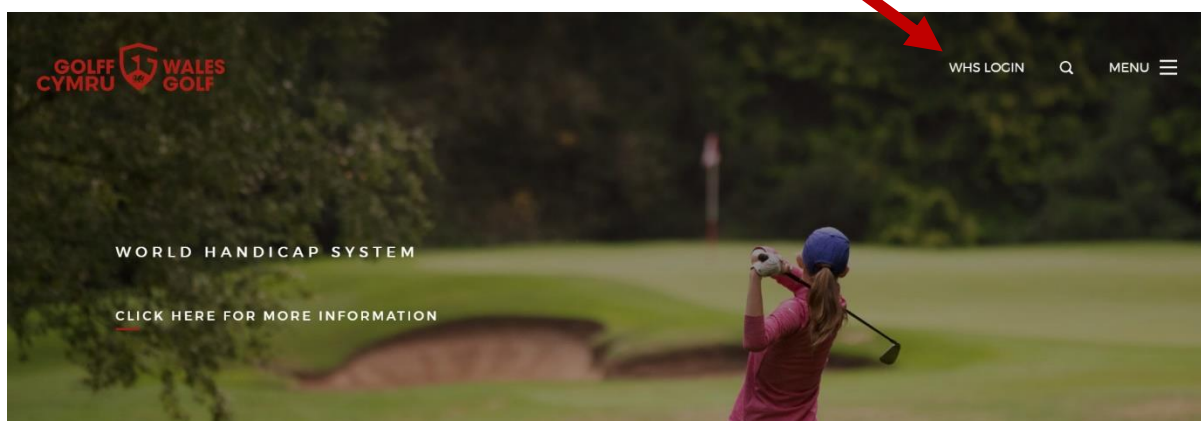 GOLFF CYMRU
WALES GOLF
WHS LOGIN
MENU
WORLD HANDICAP SYSTEM
CLICK HERE FOR MORE INFORMATION